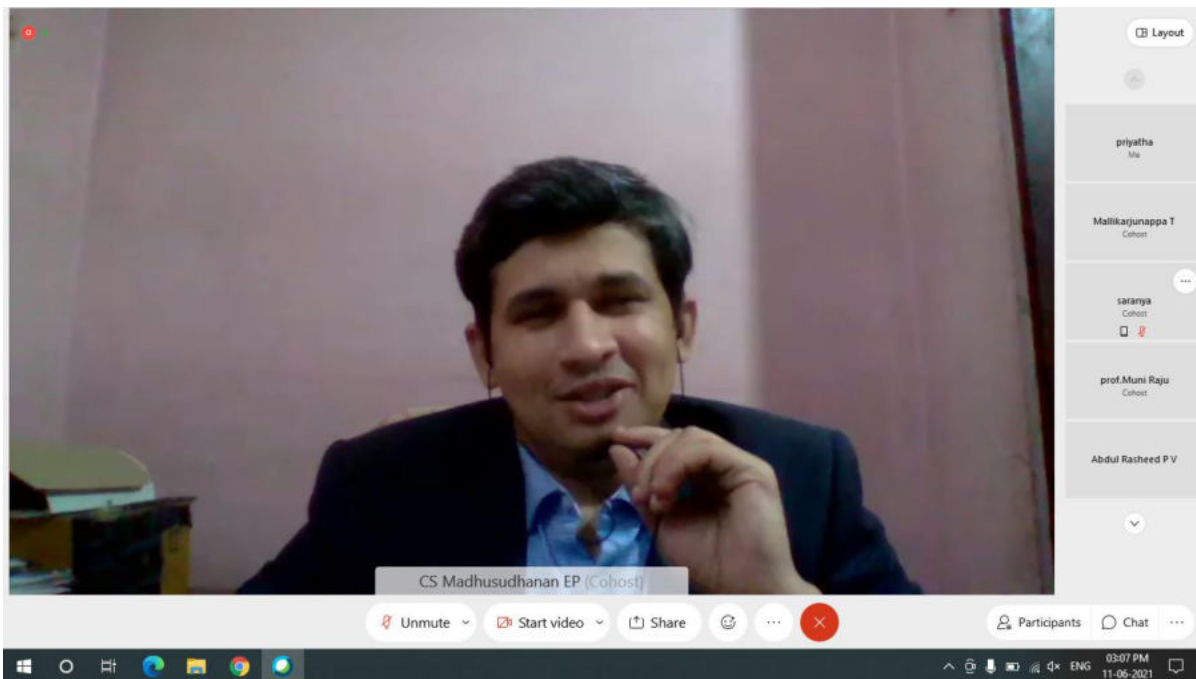 Layout
priyatha
Me
Mallikarjunappa T
Cohost
saranya
Cohost
prof.Muni Raju
Cohost
Abdul Rasheed P V
CS Madhusudhanan EP (Cohost)
Unmute
Start video
Share
Participants
Chat
ENG
03:07 PM
11-06-2021